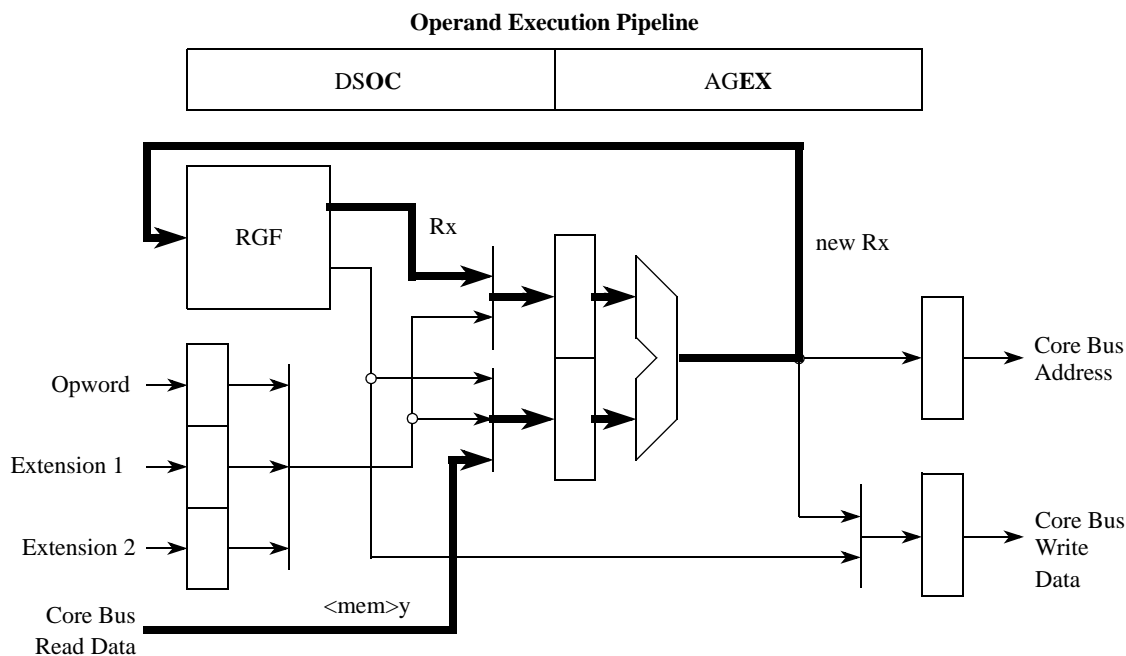 Operand Execution Pipeline
DSOC
AGEX
Rx
RGF
new Rx
Opword
Core Bus
Address
Extension 1
Extension 2
Core Bus
Write
Data
<mem>y
Core Bus
Read Data